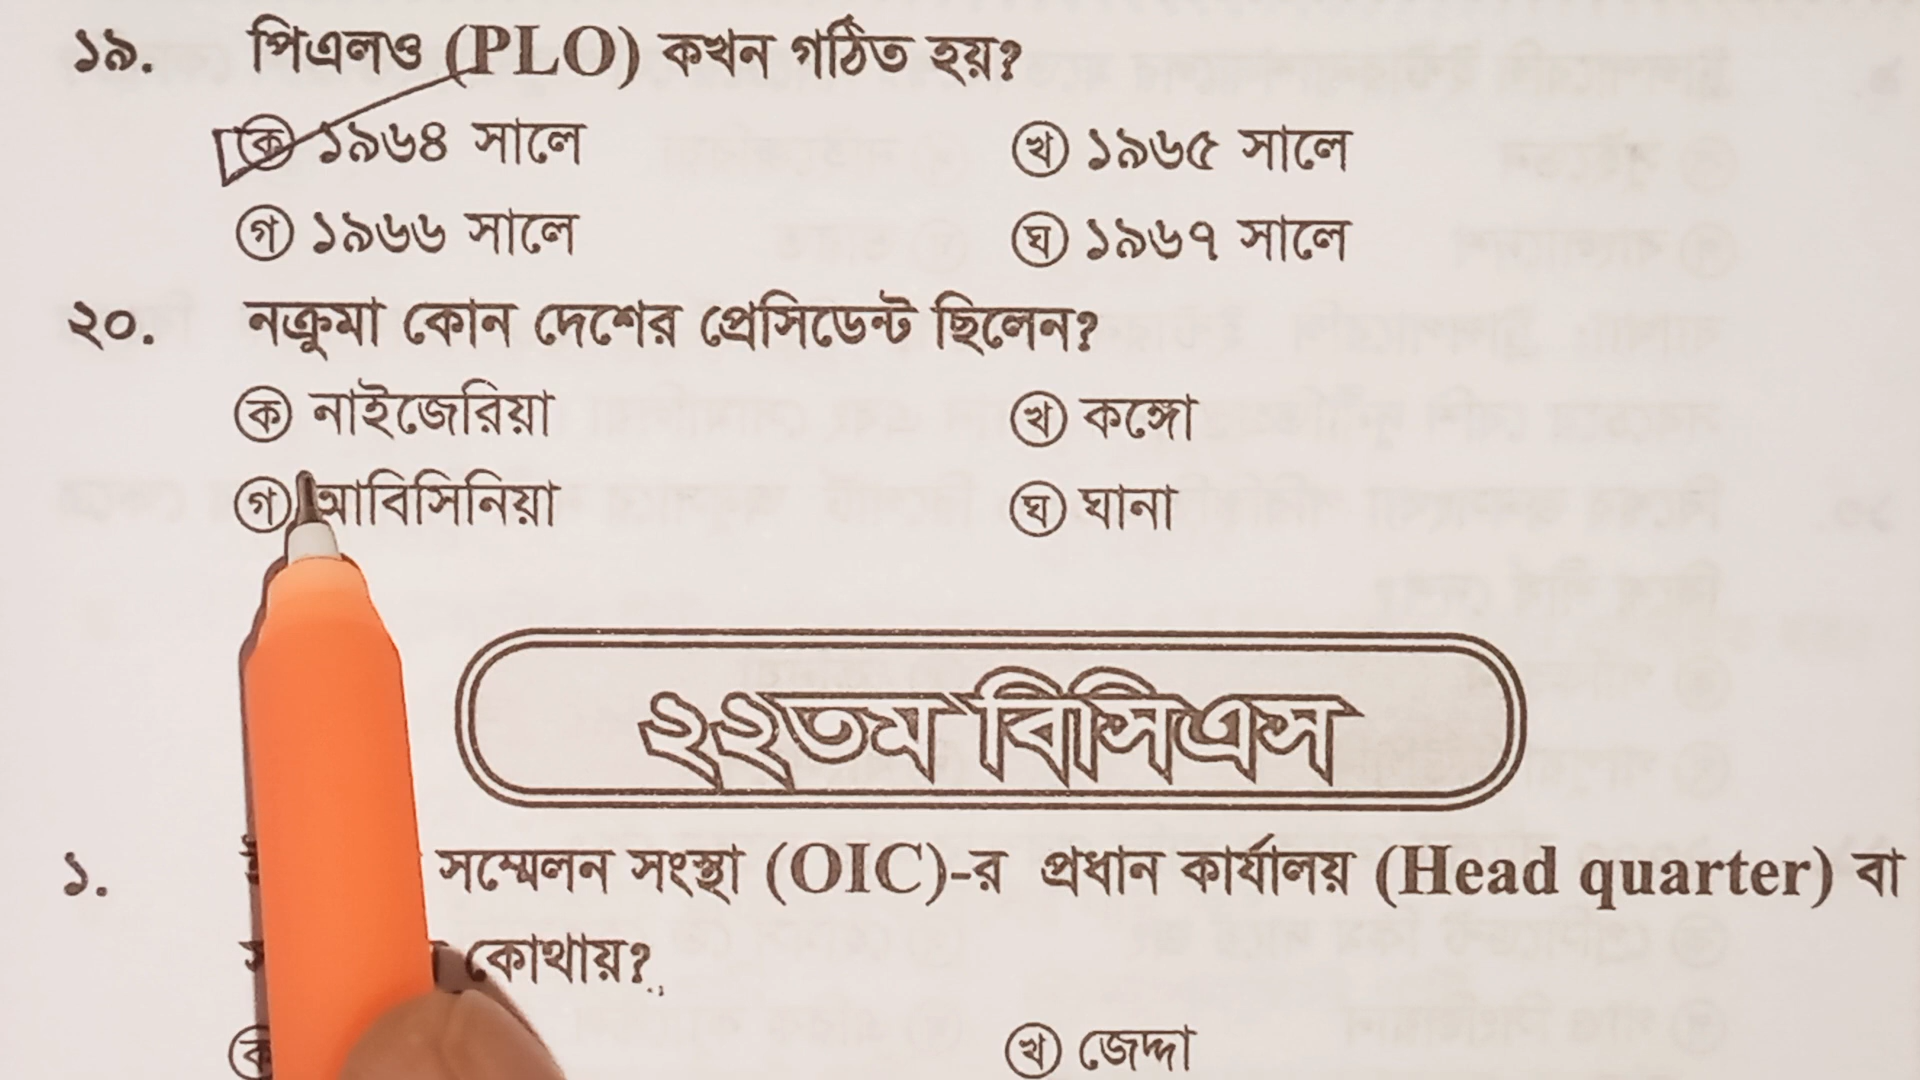 ১৯. পিএলও (PLO) কখন গঠিত হয়?
ক ১৯৬৪ সালে খ ১৯৬৫ সালে
গ ১৯৬৬ সালে ঘ ১৯৬৭ সালে
২০. নক্রুমা কোন দেশের প্রেসিডেন্ট ছিলেন?
ক নাইজেরিয়া খ কঙ্গো
গ আবিসিনিয়া ঘ ঘানা
২২তম বিসিএস
১. সম্মেলন সংস্থা (OIC)-র প্রধান কার্যালয় (Head quarter) বা
কোথায়?
ক খ জেদ্দা